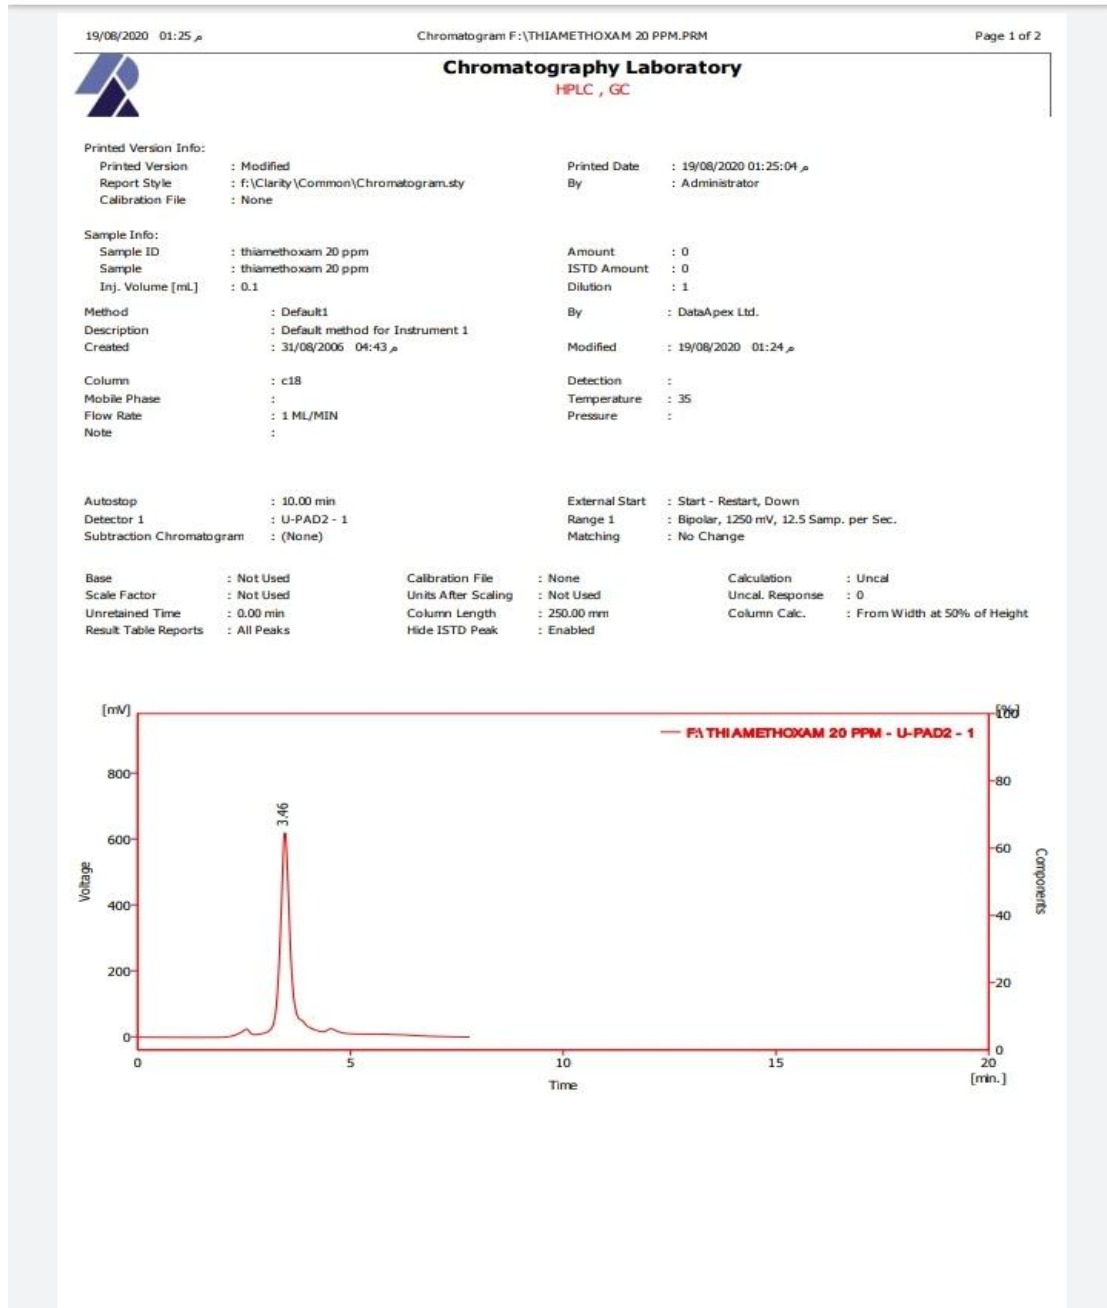 19/08/2020 01:25 م Chromatogram F:\THIAMETHOXAM 20 PPM.PRM Page 1 of 2
Chromatography Laboratory
HPLC , GC
Printed Version Info:
Printed Version : Modified Printed Date : 19/08/2020 01:25:04 م
Report Style : f:\Clarity\Common\Chromatogram.sty By : Administrator
Calibration File : None
Sample Info:
Sample ID : thiamethoxam 20 ppm Amount : 0
Sample : thiamethoxam 20 ppm ISTD Amount : 0
Inj. Volume [mL] : 0.1 Dilution : 1
Method : Default1 By : DataApex Ltd.
Description : Default method for Instrument 1
Created : 31/08/2006 04:43 م Modified : 19/08/2020 01:24 م
Column : c18 Detection :
Mobile Phase : Temperature : 35
Flow Rate : 1 ML/MIN Pressure :
Note :
Autostop : 10.00 min External Start : Start - Restart, Down
Detector 1 : U-PAD2 - 1 Range 1 : Bipolar, 1250 mV, 12.5 Samp. per Sec.
Subtraction Chromatogram : (None) Matching : No Change
Base : Not Used Calibration File : None Calculation : Uncal
Scale Factor : Not Used Units After Scaling : Not Used Uncal. Response : 0
Unretained Time : 0.00 min Column Length : 250.00 mm Column Calc. : From Width at 50% of Height
Result Table Reports : All Peaks Hide ISTD Peak : Enabled
[mV] [%]
100
F:\ THIAMETHOXAM 20 PPM - U-PAD2 - 1
800 80
3.46
600 60
Voltage Components
400 40
200 20
0 0
0 5 10 15 20
Time [min.]